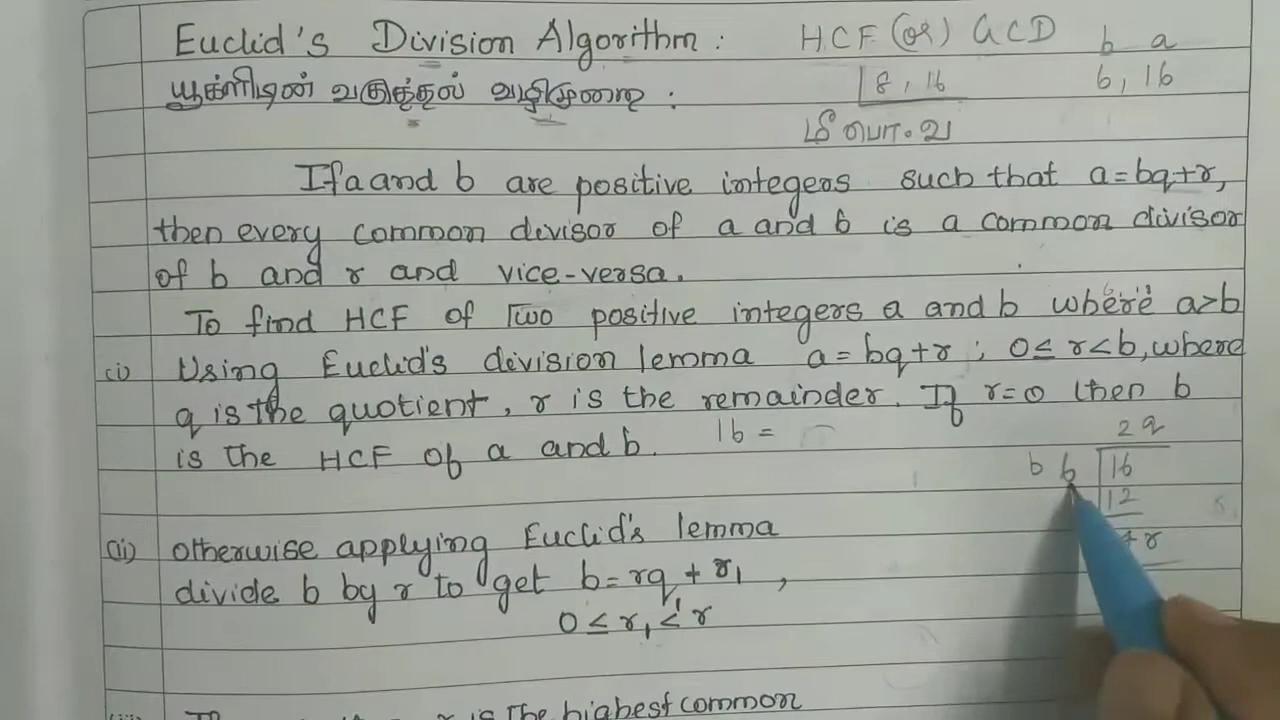 Euclid's Division Algorithm : HCF (or) GCD b a
யூக்ளிடின் வகுத்தல் வழிமுறை : 8, 16 6, 16
மீ பொ. வ
If a and b are positive integers such that a = bq + r,
then every common devisor of a and b is a common divisor
of b and r and vice-versa.
To find HCF of Two positive integers a and b where a>b
(i) Using Euclid's division lemma a = bq + r ; 0 ≤ r < b, where
q is the quotient, r is the remainder. If r = 0 then b
is the HCF of a and b. 16 =
2 q
b 6 16
12
4 r
(ii) otherwise applying Euclid's lemma
divide b by r to get b = rq + r1 ,
0 ≤ r1 < r
r is the highest common